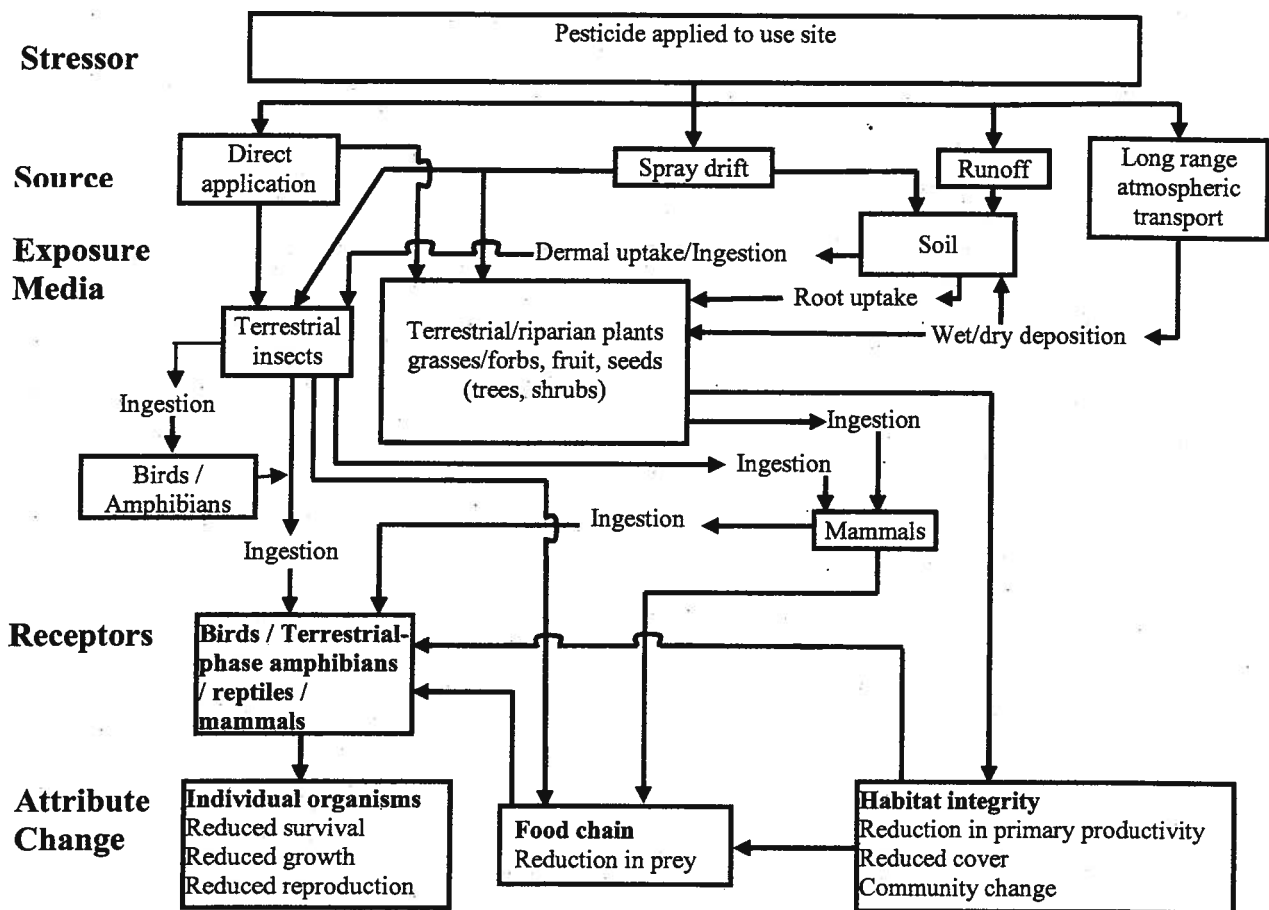 Pesticide applied to use site
Stressor
Direct
application
Spray drift
Runoff
Long range
atmospheric
transport
Source
Soil
Exposure
Media
Dermal uptake/Ingestion
Root uptake
Wet/dry deposition
Terrestrial
insects
Terrestrial/riparian plants
grasses/forbs, fruit, seeds
(trees, shrubs)
Ingestion
Ingestion
Ingestion
Birds /
Amphibians
Ingestion
Mammals
Ingestion
Receptors
Birds / Terrestrial-
phase amphibians
/ reptiles /
mammals
Attribute
Change
Individual organisms
Reduced survival
Reduced growth
Reduced reproduction
Food chain
Reduction in prey
Habitat integrity
Reduction in primary productivity
Reduced cover
Community change